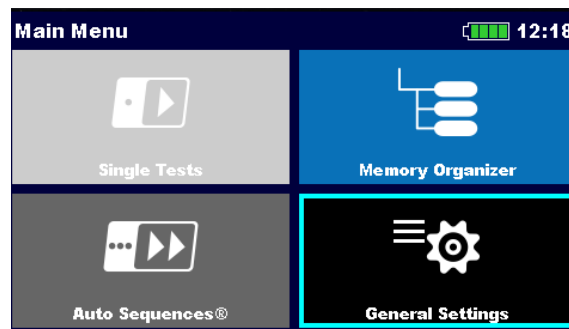 Main Menu 12:18
Single Tests
Memory Organizer
Auto Sequences®
General Settings